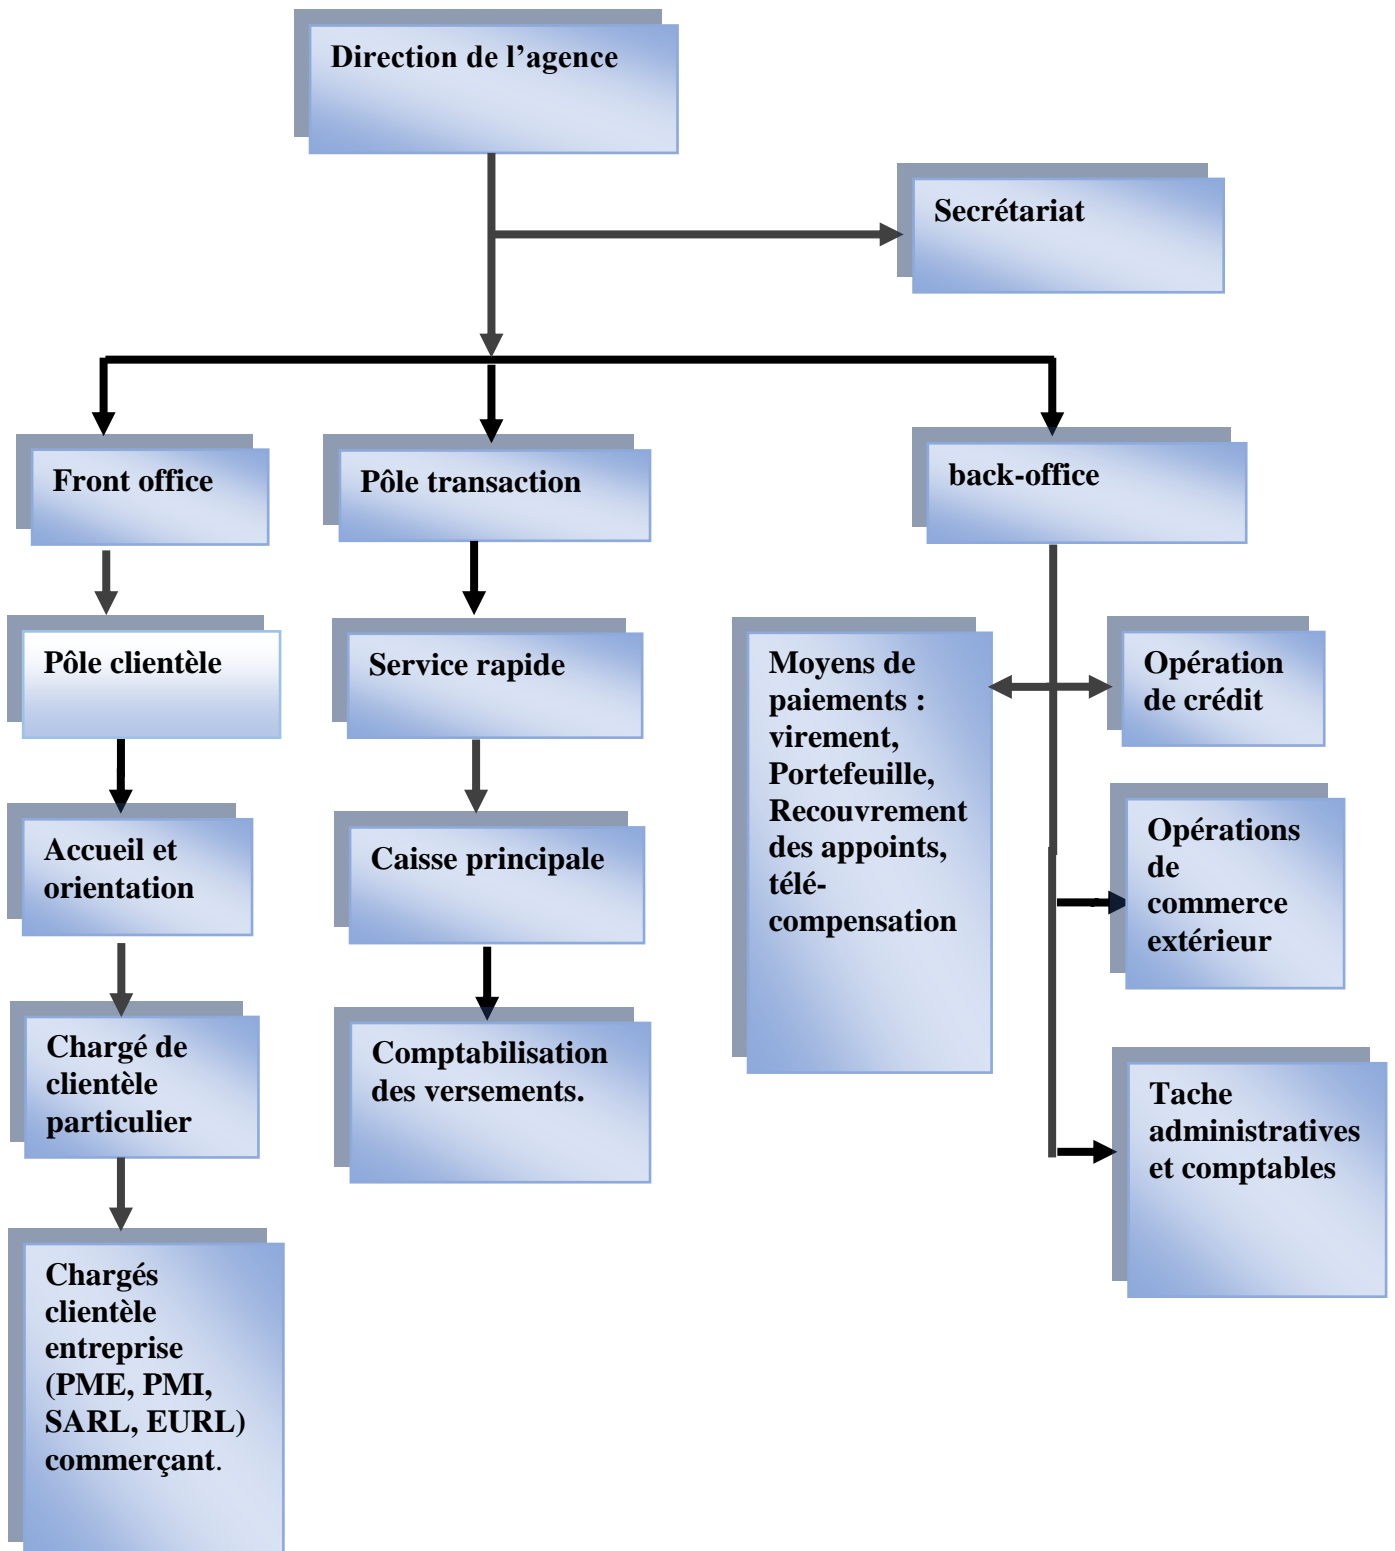 Direction de l’agence
Secrétariat
Front office
Pôle transaction
back-office
Pôle clientèle
Service rapide
Moyens de
paiements :
virement,
Portefeuille,
Recouvrement
des appoints,
télé-
compensation
Opération
de crédit
Accueil et
orientation
Caisse principale
Opérations
de
commerce
extérieur
Chargé de
clientèle
particulier
Comptabilisation
des versements.
Tache
administratives
et comptables
Chargés
clientèle
entreprise
(PME, PMI,
SARL, EURL)
commerçant.